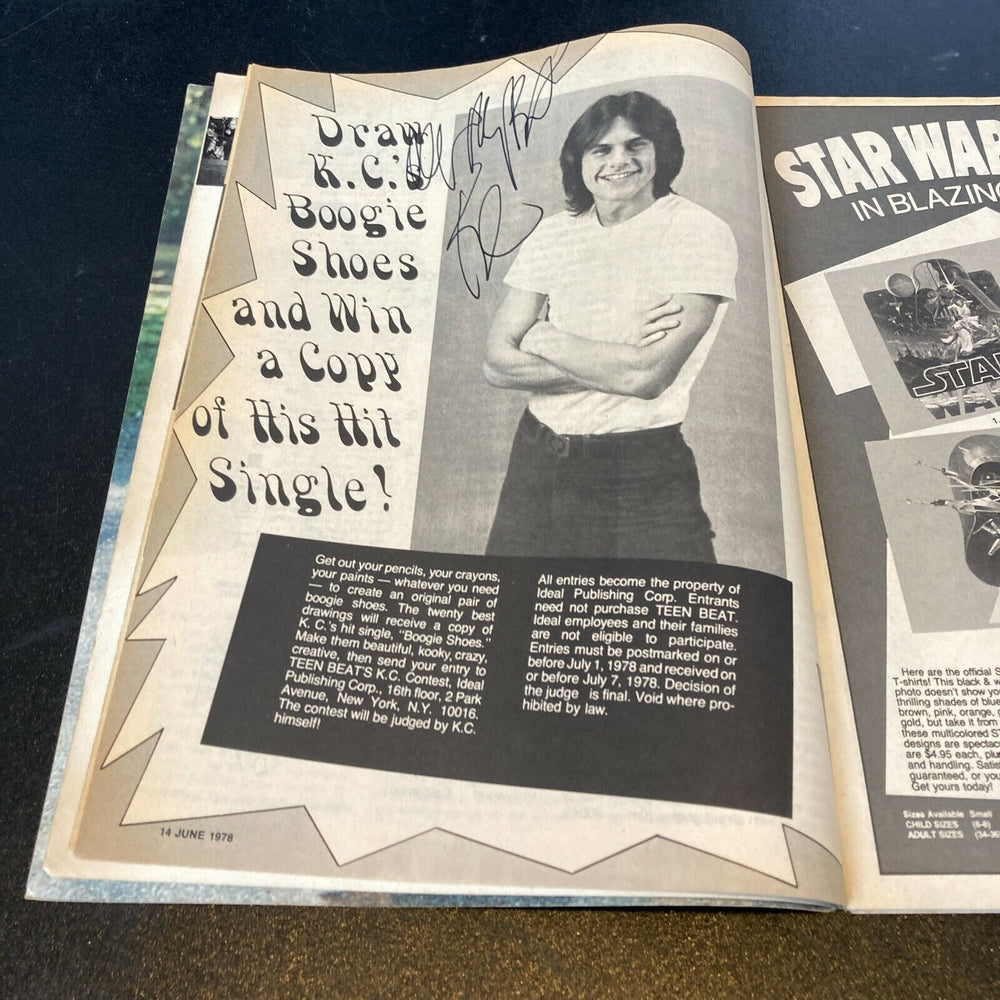 Draw
K.C.'s
Boogie
Shoes
and Win
a Copy
of His Hit
Single!
Get out your pencils, your crayons,
your paints — whatever you need
— to create an original pair of
boogie shoes. The twenty best
drawings will receive a copy of
K. C.'s hit single, "Boogie Shoes."
Make them beautiful, kooky, crazy,
creative, then send your entry to
TEEN BEAT'S K.C. Contest, Ideal
Publishing Corp., 16th floor, 2 Park
Avenue, New York, N.Y. 10016.
The contest will be judged by K.C.
himself!
All entries become the property of
Ideal Publishing Corp. Entrants
need not purchase TEEN BEAT.
Ideal employees and their families
are not eligible to participate.
Entries must be postmarked on or
before July 1, 1978 and received on
or before July 7, 1978. Decision of
the judge is final. Void where pro-
hibited by law.
14 JUNE 1978
STAR WAR
IN BLAZING
STA
WA
Here are the official S
T-shirts! This black & w
photo doesn't show yo
thrilling shades of blue
brown, pink, orange,
gold, but take it from
these multicolored ST
designs are spectac
are $4.95 each, plu
and handling. Satis
guaranteed, or you
Get yours today!
Sizes Available Small
CHILD SIZES (6-8)
ADULT SIZES (34-36